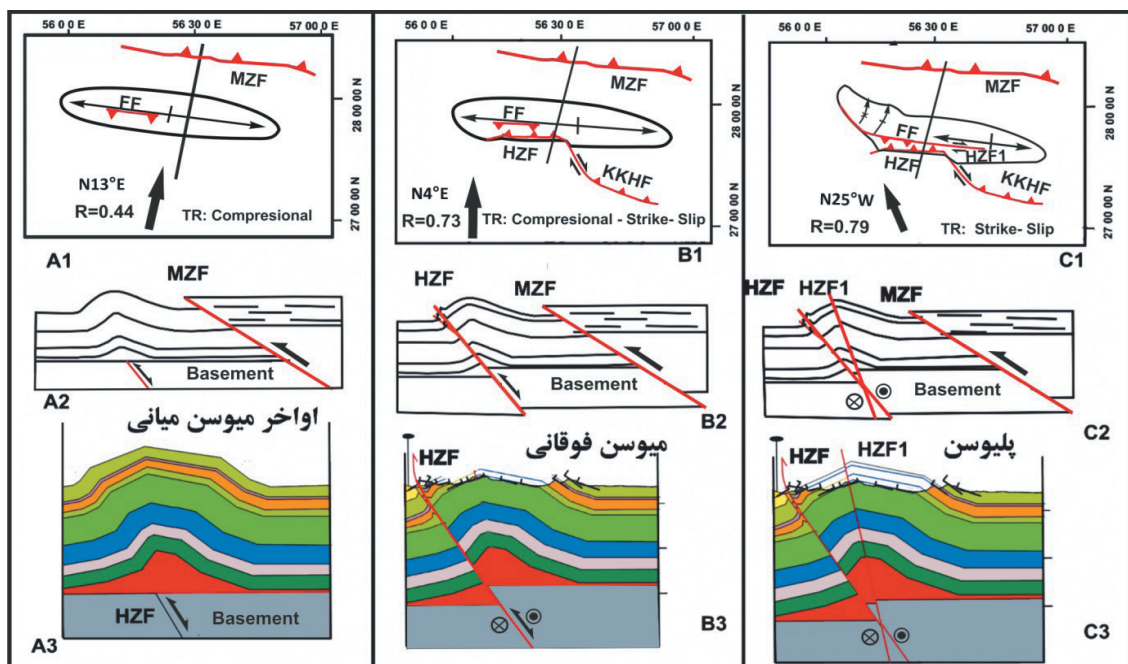 56 0 0 E
56 30 0 E
57 00 0 E
MZF
FF
28 00 00 N
N13°E
R=0.44
TR: Compresional
27 00 00 N
A1
MZF
Basement
A2
اواخر میوسن میانی
HZF
Basement
A3
56 0 0 E
56 30 0 E
57 00 0 E
MZF
FF
HZF
KKHF
28 00 00 N
N4°E
R=0.73
TR: Compresional - Strike- Slip
27 00 00 N
B1
HZF
MZF
Basement
B2
میوسن فوقانی
HZF
B3
56 0 0 E
56 30 0 E
57 00 0 E
MZF
FF
HZF1
HZF
KKHF
28 00 00 N
N25°W
R=0.79
TR: Strike- Slip
27 00 00 N
C1
HZF
HZF1
MZF
Basement
C2
پلیوسن
HZF
HZF1
C3